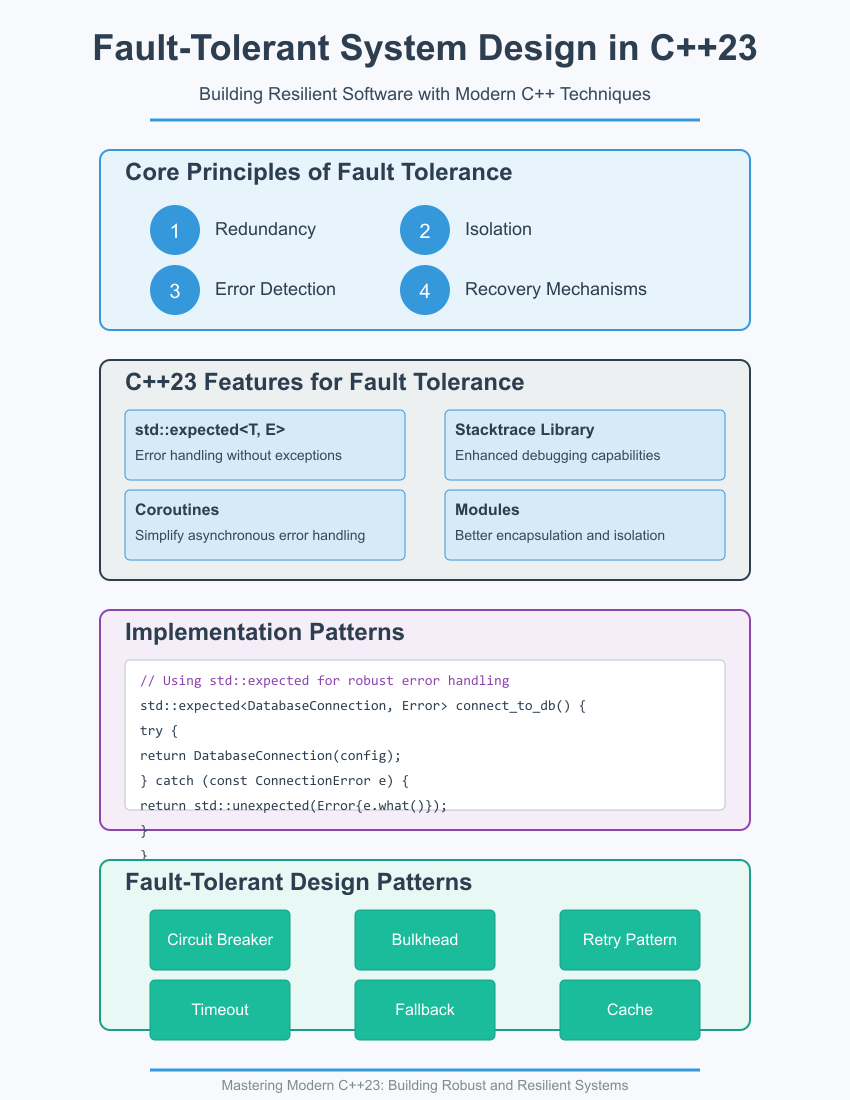 Fault-Tolerant System Design in C++23
Building Resilient Software with Modern C++ Techniques
Core Principles of Fault Tolerance
1 Redundancy
2 Isolation
3 Error Detection
4 Recovery Mechanisms
C++23 Features for Fault Tolerance
std::expected<T, E>
Error handling without exceptions
Stacktrace Library
Enhanced debugging capabilities
Coroutines
Simplify asynchronous error handling
Modules
Better encapsulation and isolation
Implementation Patterns
// Using std::expected for robust error handling
std::expected<DatabaseConnection, Error> connect_to_db() {
try {
return DatabaseConnection(config);
} catch (const ConnectionError e) {
return std::unexpected(Error{e.what()});
}
}
Fault-Tolerant Design Patterns
Circuit Breaker
Bulkhead
Retry Pattern
Timeout
Fallback
Cache
Mastering Modern C++23: Building Robust and Resilient Systems